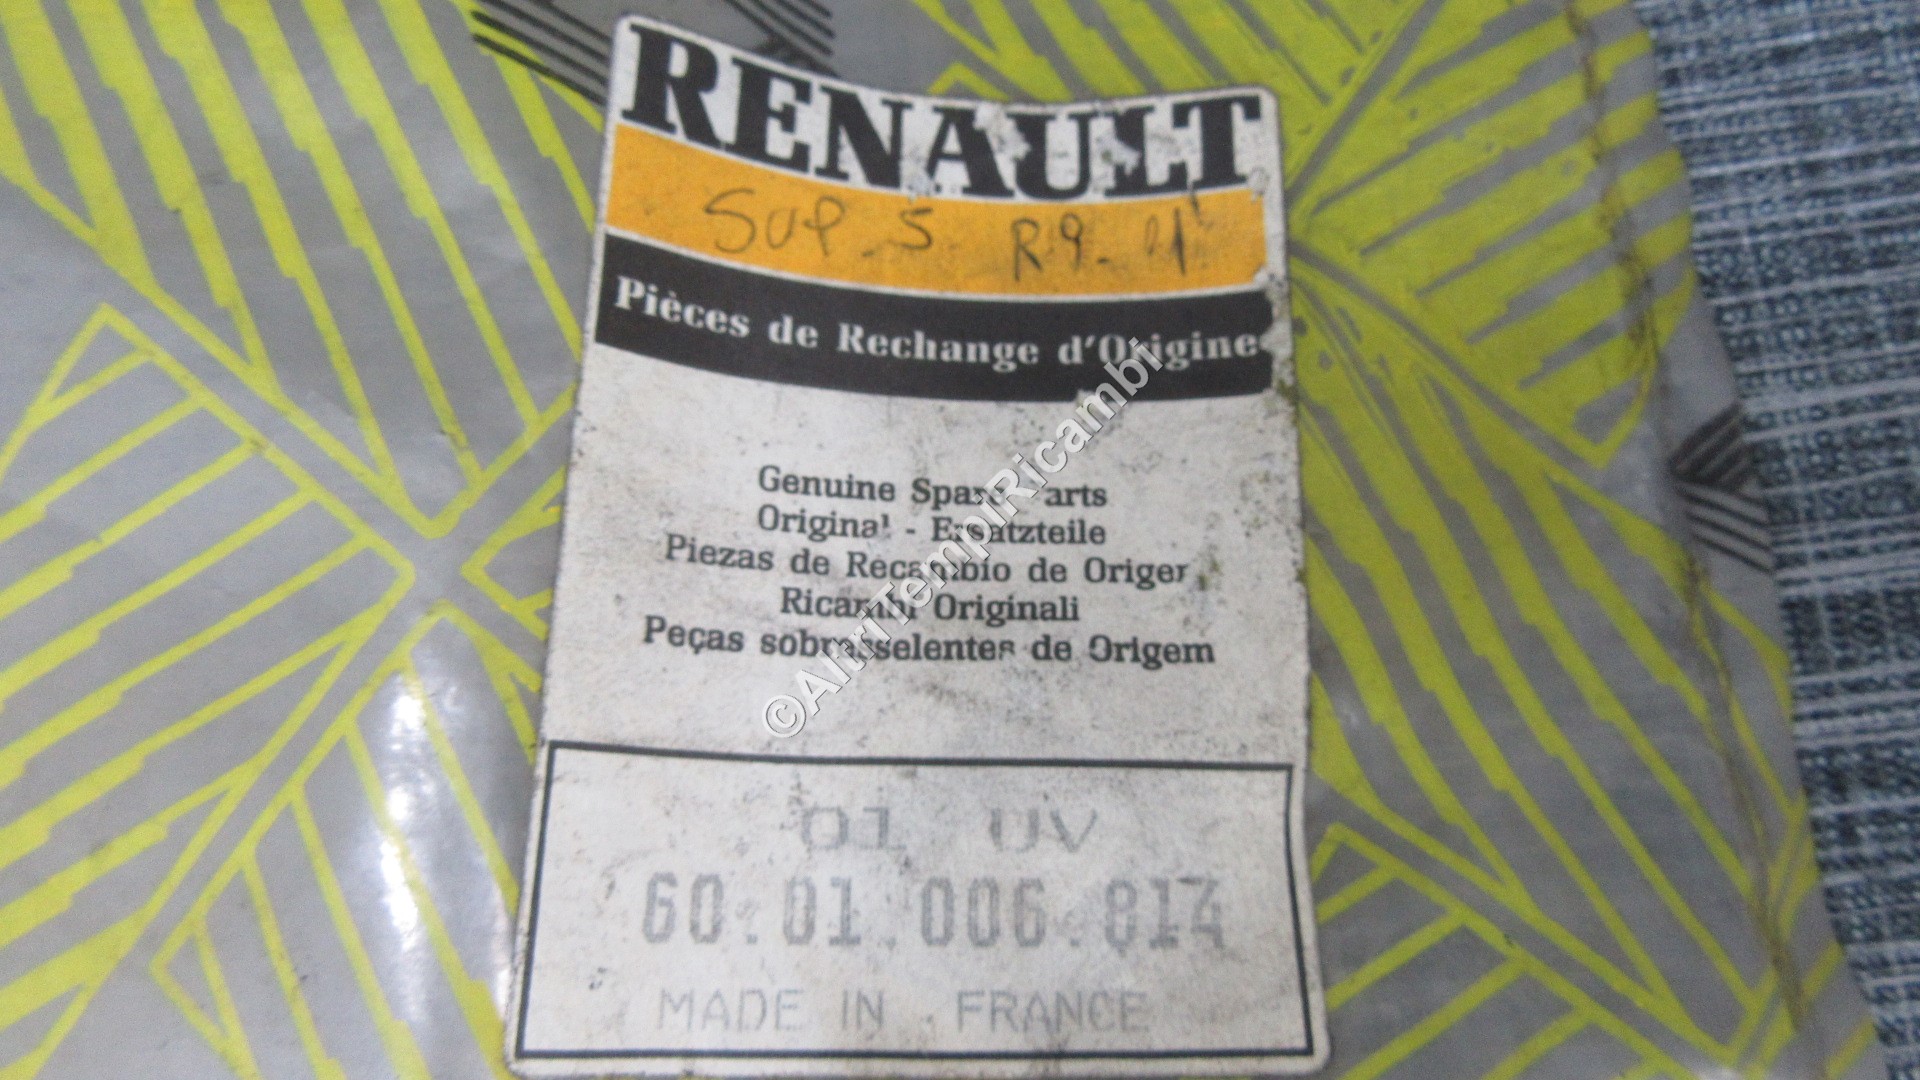 RENAULT
SUP. S R9.11
Pièces de Rechange d'Origine
Genuine Spare Parts
Original - Ersatzteile
Piezas de Recambio de Origen
Ricambi Originali
Peças sobresselentes de Origem
01 UV
60.01.006.814
MADE IN FRANCE
©AltriTempiRicambi